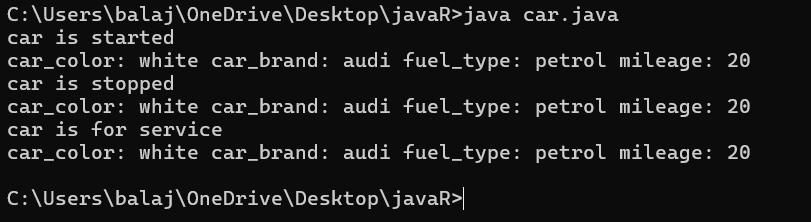 C:\Users\balaj\OneDrive\Desktop\javaR>java car.java
car is started
car_color: white car_brand: audi fuel_type: petrol mileage: 20
car is stopped
car_color: white car_brand: audi fuel_type: petrol mileage: 20
car is for service
car_color: white car_brand: audi fuel_type: petrol mileage: 20
C:\Users\balaj\OneDrive\Desktop\javaR>